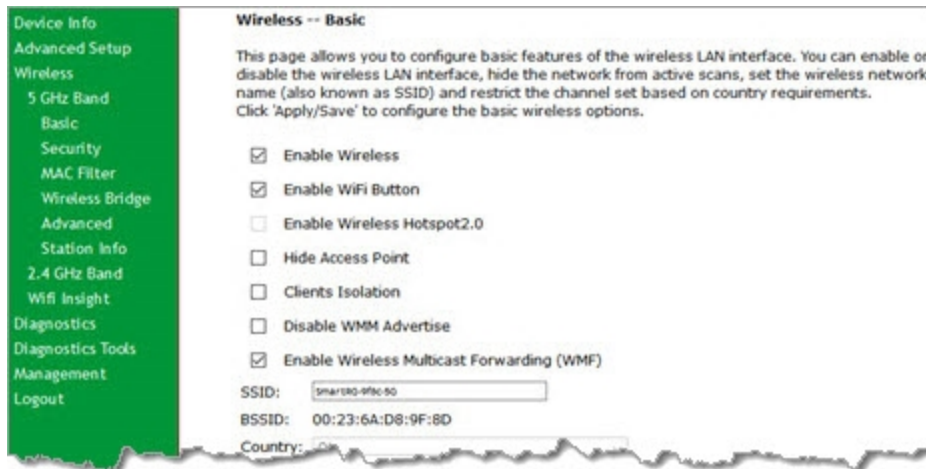 Device Info
Advanced Setup
Wireless
5 GHz Band
Basic
Security
MAC Filter
Wireless Bridge
Advanced
Station Info
2.4 GHz Band
Wifi Insight
Diagnostics
Diagnostics Tools
Management
Logout
Wireless -- Basic
This page allows you to configure basic features of the wireless LAN interface. You can enable or
disable the wireless LAN interface, hide the network from active scans, set the wireless network
name (also known as SSID) and restrict the channel set based on country requirements.
Click 'Apply/Save' to configure the basic wireless options.
Enable Wireless
Enable WiFi Button
Enable Wireless Hotspot2.0
Hide Access Point
Clients Isolation
Disable WMM Advertise
Enable Wireless Multicast Forwarding (WMF)
SSID:
BSSID: 00:23:6A:D8:9F:8D
Country: